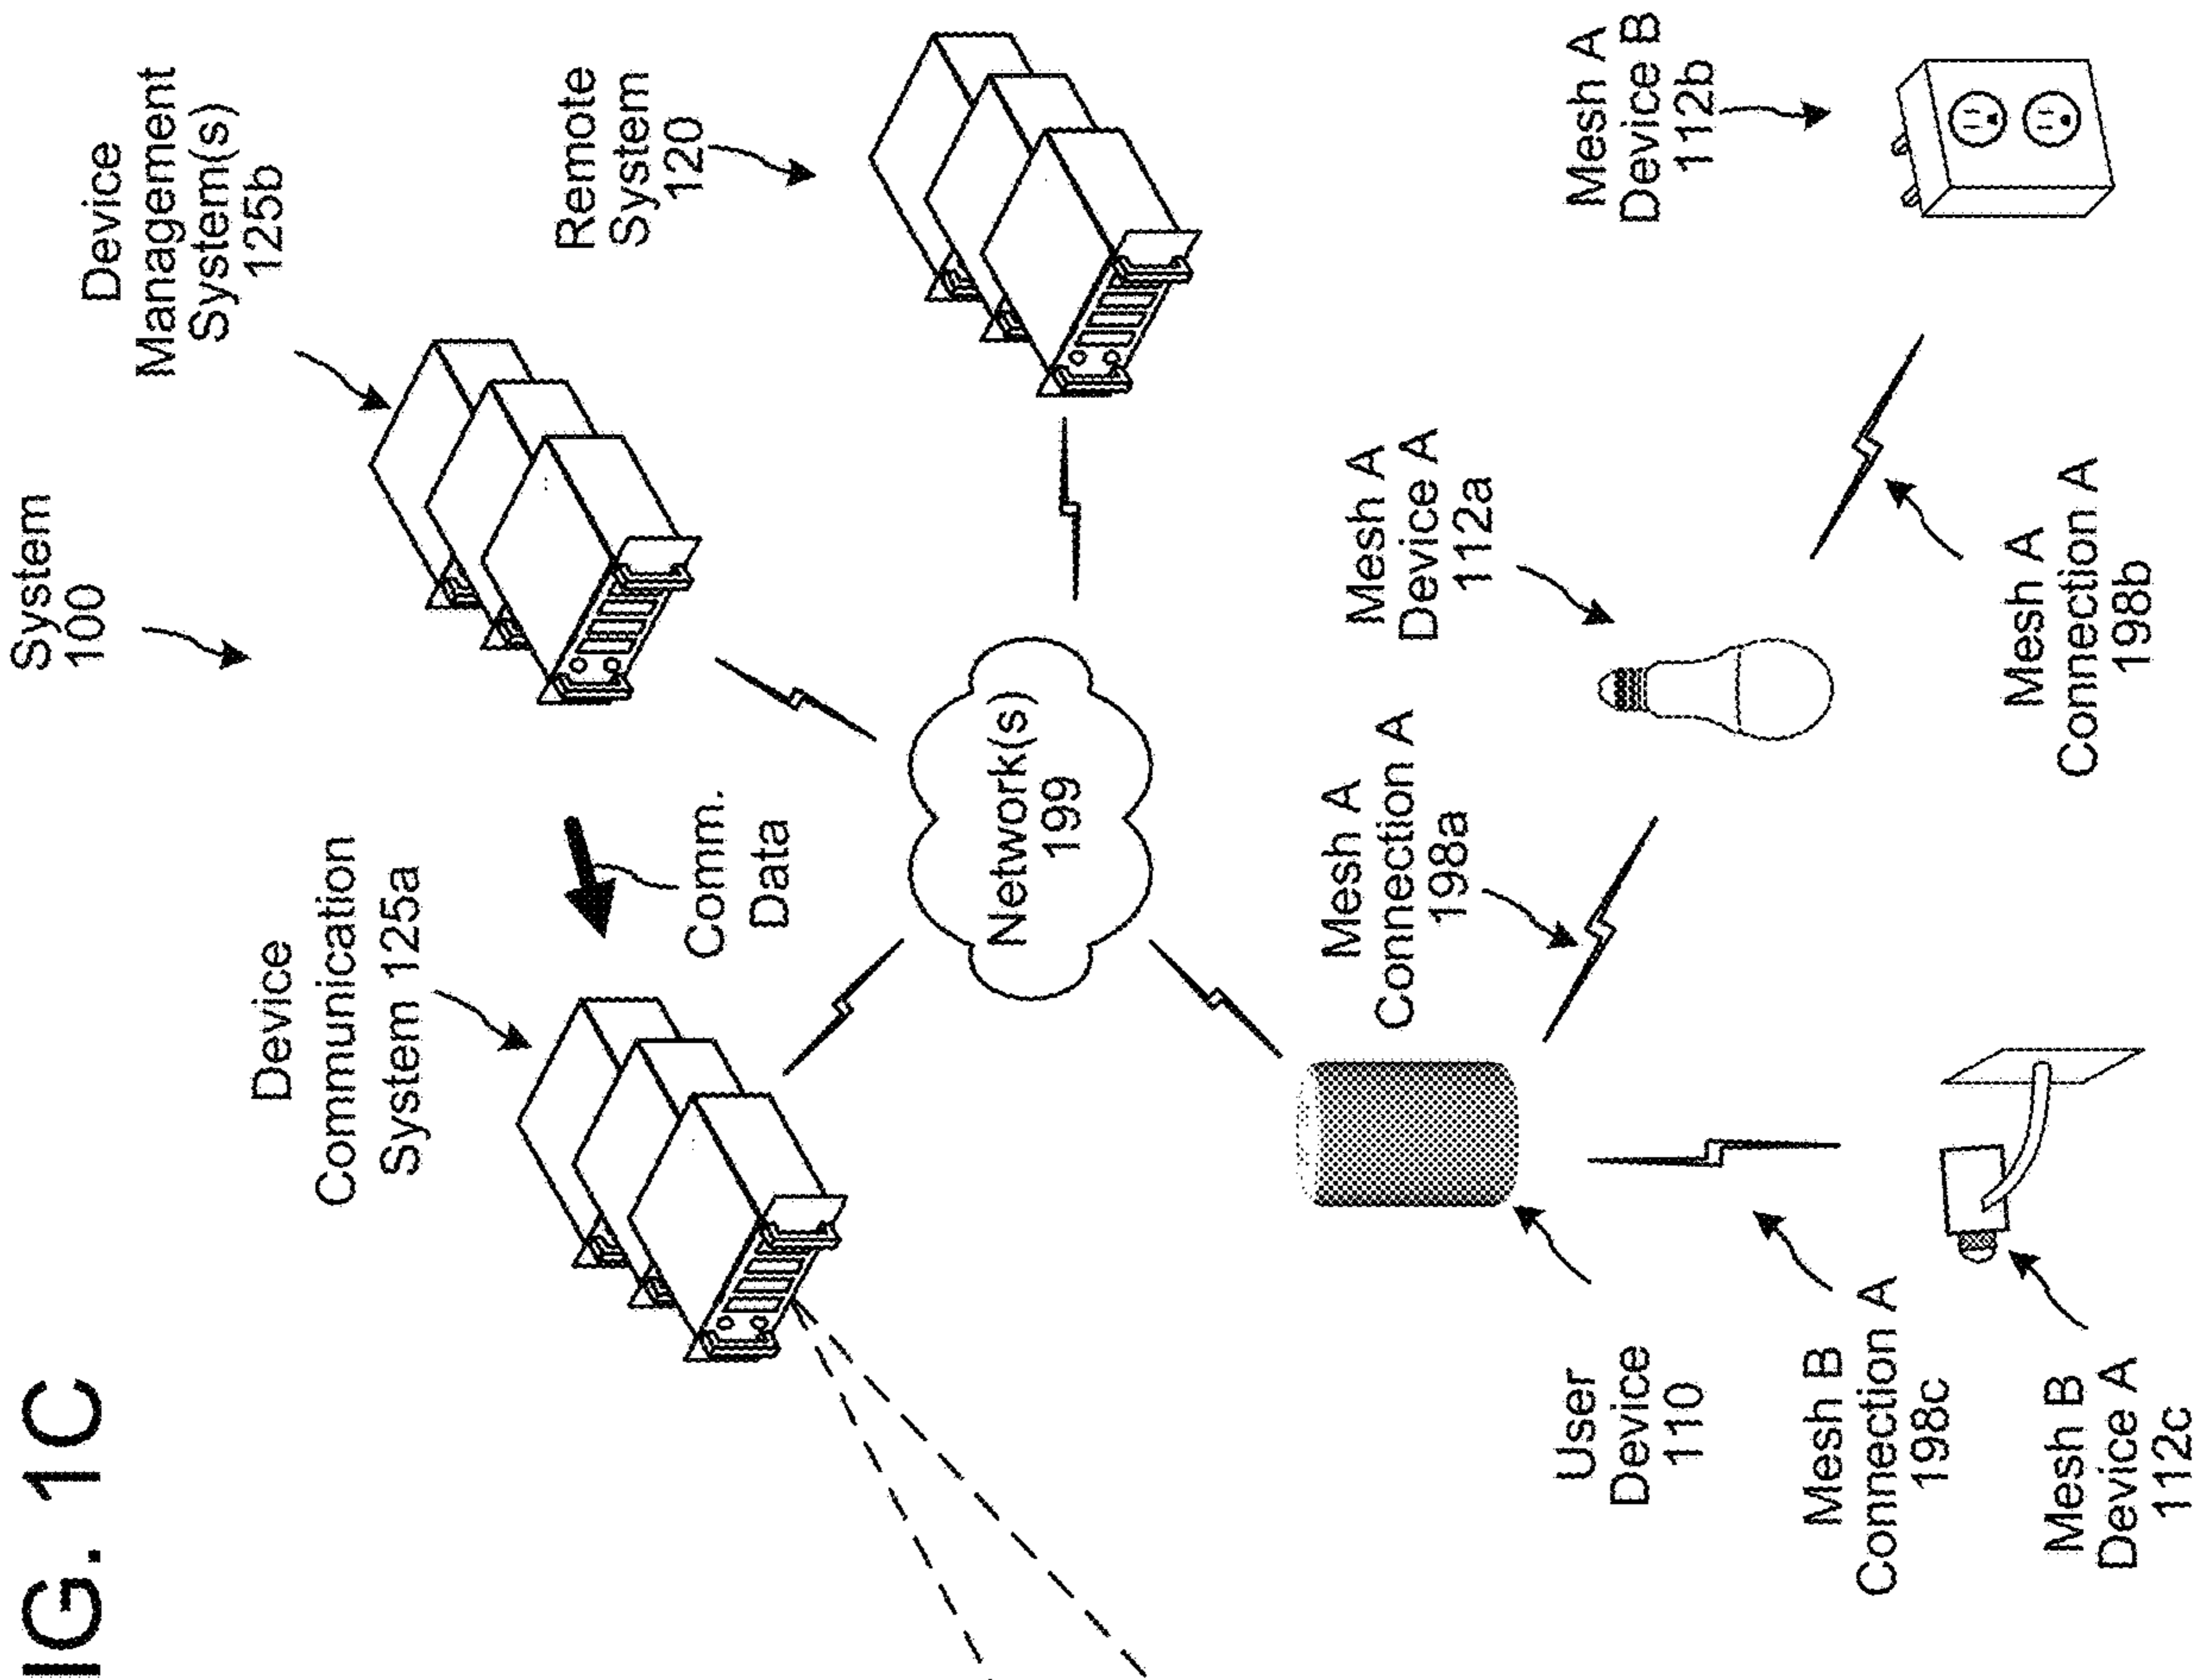 IG. 1C
System
100
Device
Communication
System 125a
Device
Management
System(s)
125b
Comm.
Data
Remote
System
120
Network(s)
199
User
Device
110
Mesh A
Connection A
198a
Mesh A
Device A
112a
Mesh A
Device B
112b
Mesh B
Connection A
198c
Mesh A
Connection A
198b
Mesh B
Device A
112c